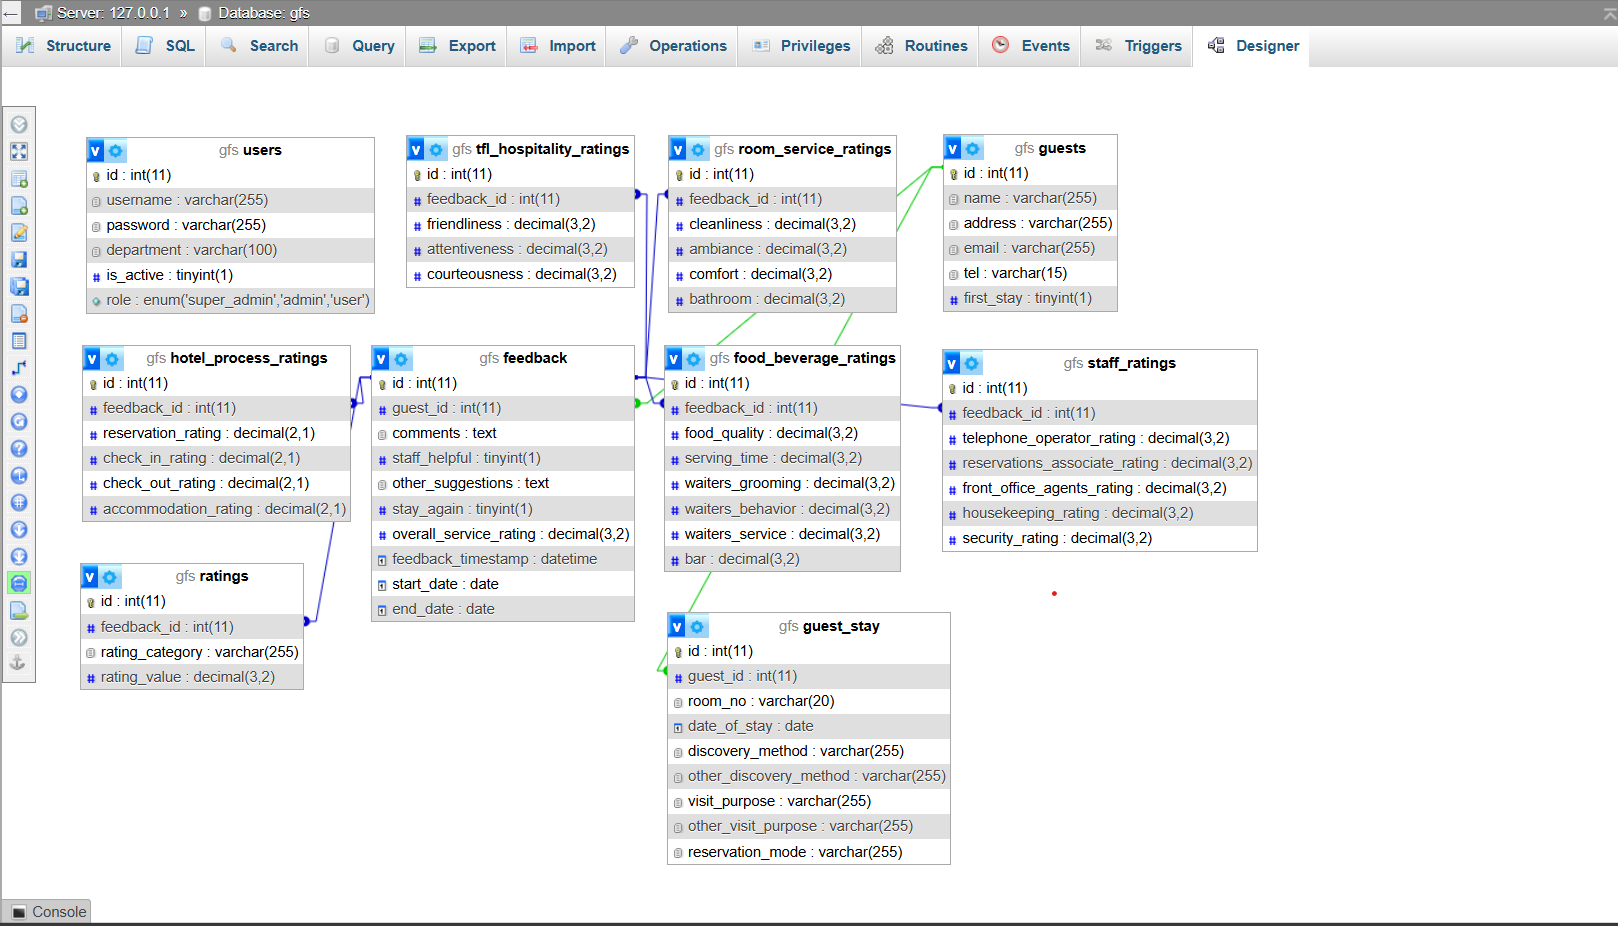 Server: 127.0.0.1 » Database: gfs
Structure SQL Search Query Export Import Operations Privileges Routines Events Triggers Designer
v gfs users
id : int(11)
username : varchar(255)
password : varchar(255)
department : varchar(100)
is_active : tinyint(1)
role : enum('super_admin','admin','user')
v gfs tfl_hospitality_ratings
id : int(11)
feedback_id : int(11)
friendliness : decimal(3,2)
attentiveness : decimal(3,2)
courteousness : decimal(3,2)
v gfs room_service_ratings
id : int(11)
feedback_id : int(11)
cleanliness : decimal(3,2)
ambiance : decimal(3,2)
comfort : decimal(3,2)
bathroom : decimal(3,2)
v gfs guests
id : int(11)
name : varchar(255)
address : varchar(255)
email : varchar(255)
tel : varchar(15)
first_stay : tinyint(1)
v gfs hotel_process_ratings
id : int(11)
feedback_id : int(11)
reservation_rating : decimal(2,1)
check_in_rating : decimal(2,1)
check_out_rating : decimal(2,1)
accommodation_rating : decimal(2,1)
v gfs feedback
id : int(11)
guest_id : int(11)
comments : text
staff_helpful : tinyint(1)
other_suggestions : text
stay_again : tinyint(1)
overall_service_rating : decimal(3,2)
feedback_timestamp : datetime
start_date : date
end_date : date
v gfs food_beverage_ratings
id : int(11)
feedback_id : int(11)
food_quality : decimal(3,2)
serving_time : decimal(3,2)
waiters_grooming : decimal(3,2)
waiters_behavior : decimal(3,2)
waiters_service : decimal(3,2)
bar : decimal(3,2)
v gfs staff_ratings
id : int(11)
feedback_id : int(11)
telephone_operator_rating : decimal(3,2)
reservations_associate_rating : decimal(3,2)
front_office_agents_rating : decimal(3,2)
housekeeping_rating : decimal(3,2)
security_rating : decimal(3,2)
v gfs ratings
id : int(11)
feedback_id : int(11)
rating_category : varchar(255)
rating_value : decimal(3,2)
v gfs guest_stay
id : int(11)
guest_id : int(11)
room_no : varchar(20)
date_of_stay : date
discovery_method : varchar(255)
other_discovery_method : varchar(255)
visit_purpose : varchar(255)
other_visit_purpose : varchar(255)
reservation_mode : varchar(255)
Console